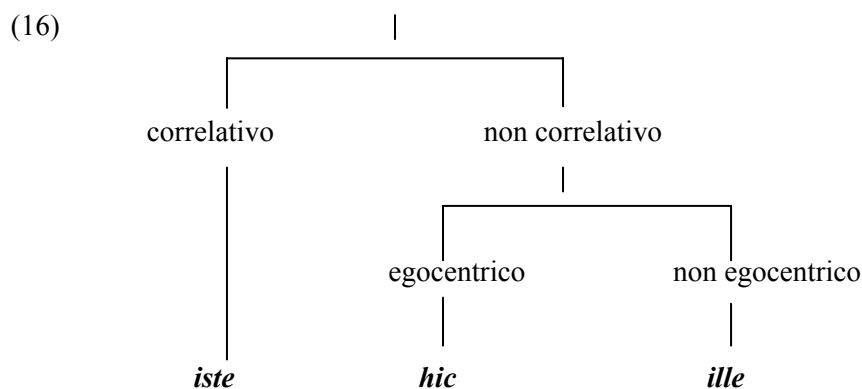 (16)
correlativo non correlativo
egocentrico non egocentrico
iste hic ille